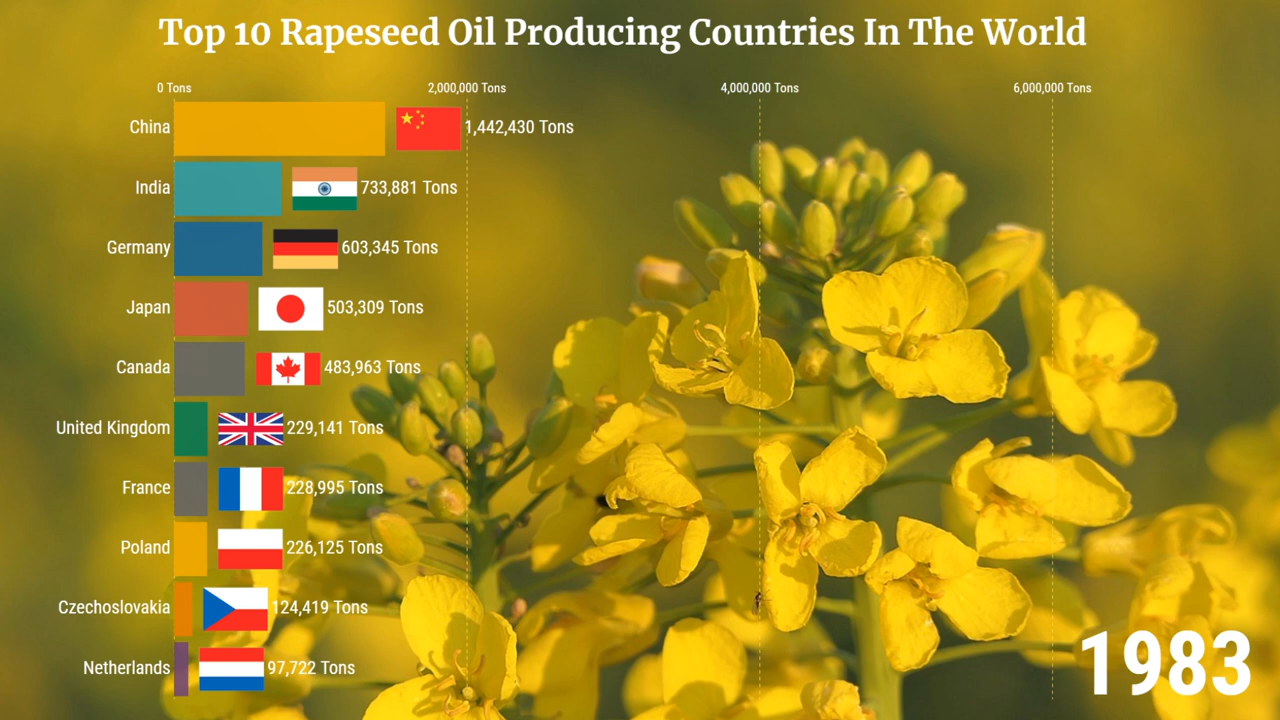 Top 10 Rapeseed Oil Producing Countries In The World
0 Tons 2,000,000 Tons 4,000,000 Tons 6,000,000 Tons
China 1,442,430 Tons
India 733,881 Tons
Germany 603,345 Tons
Japan 503,309 Tons
Canada 483,963 Tons
United Kingdom 229,141 Tons
France 228,995 Tons
Poland 226,125 Tons
Czechoslovakia 124,419 Tons
Netherlands 97,722 Tons
1983